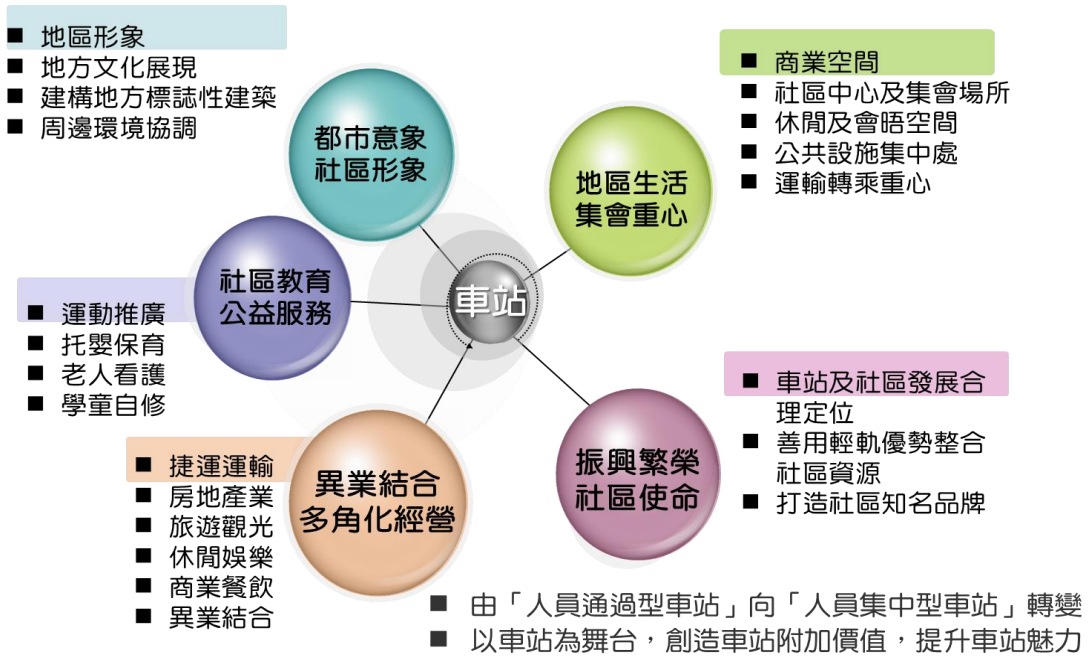 ■ 地區形象
■ 地方文化展現
■ 建構地方標誌性建築
■ 周邊環境協調
都市意象
社區形象
■ 商業空間
■ 社區中心及集會場所
■ 休閒及會晤空間
■ 公共設施集中處
■ 運輸轉乘重心
地區生活
集會重心
社區教育
公益服務
車站
■ 運動推廣
■ 托嬰保育
■ 老人看護
■ 學童自修
■ 車站及社區發展合
理定位
■ 善用輕軌優勢整合
社區資源
■ 打造社區知名品牌
振興繁榮
社區使命
異業結合
多角化經營
■ 捷運運輸
■ 房地產業
■ 旅遊觀光
■ 休閒娛樂
■ 商業餐飲
■ 異業結合
■ 由「人員通過型車站」向「人員集中型車站」轉變
■ 以車站為舞台，創造車站附加價值，提升車站魅力